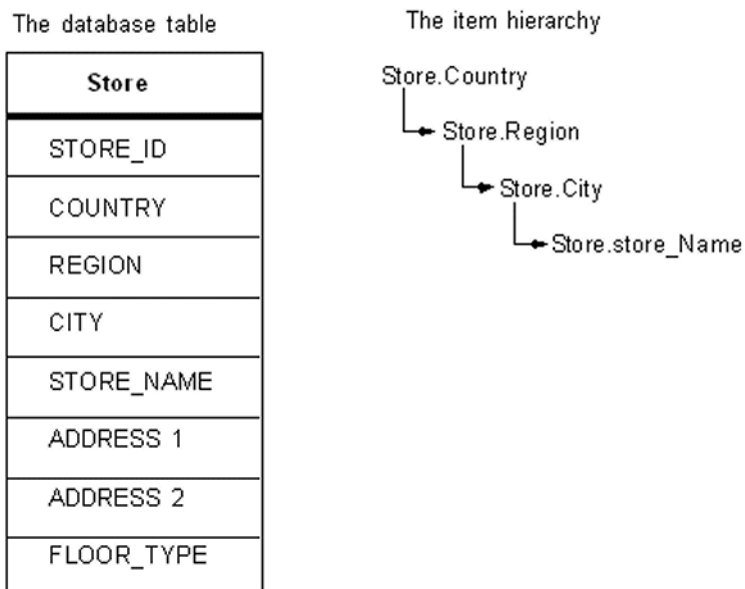 The database table
Store
STORE_ID
COUNTRY
REGION
CITY
STORE_NAME
ADDRESS 1
ADDRESS 2
FLOOR_TYPE
The item hierarchy
Store.Country
Store.Region
Store.City
Store.store_Name